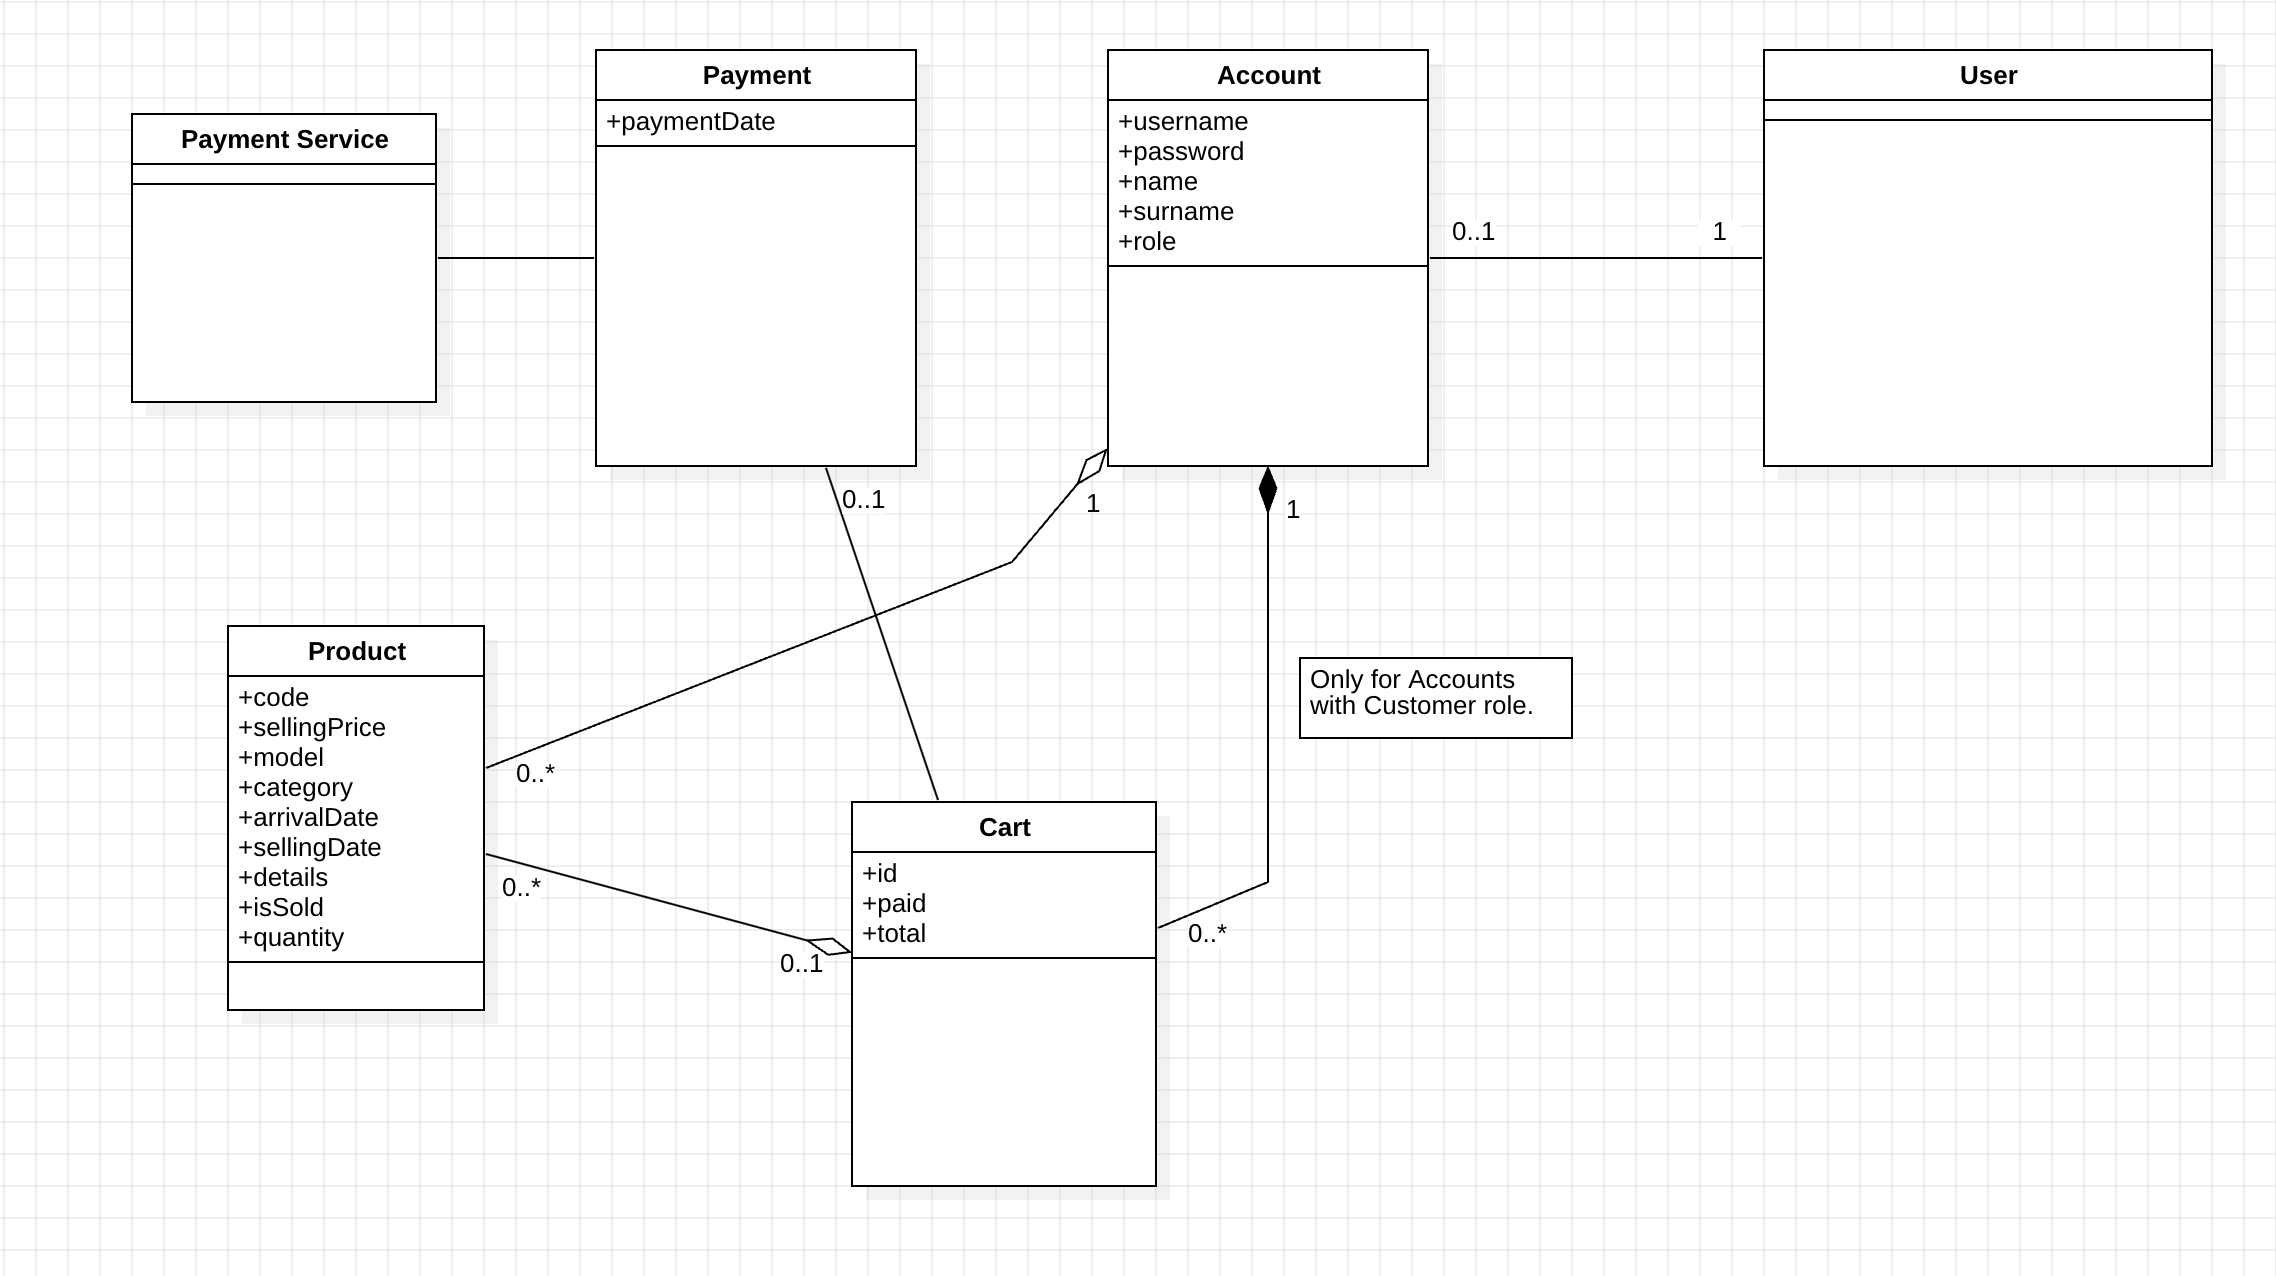 Payment Service
Payment
+paymentDate
Account
+username
+password
+name
+surname
+role
User
0..1
1
0..1
1
1
Only for Accounts
with Customer role.
Product
+code
+sellingPrice
+model
+category
+arrivalDate
+sellingDate
+details
+isSold
+quantity
0..*
0..*
0..1
Cart
+id
+paid
+total
0..*